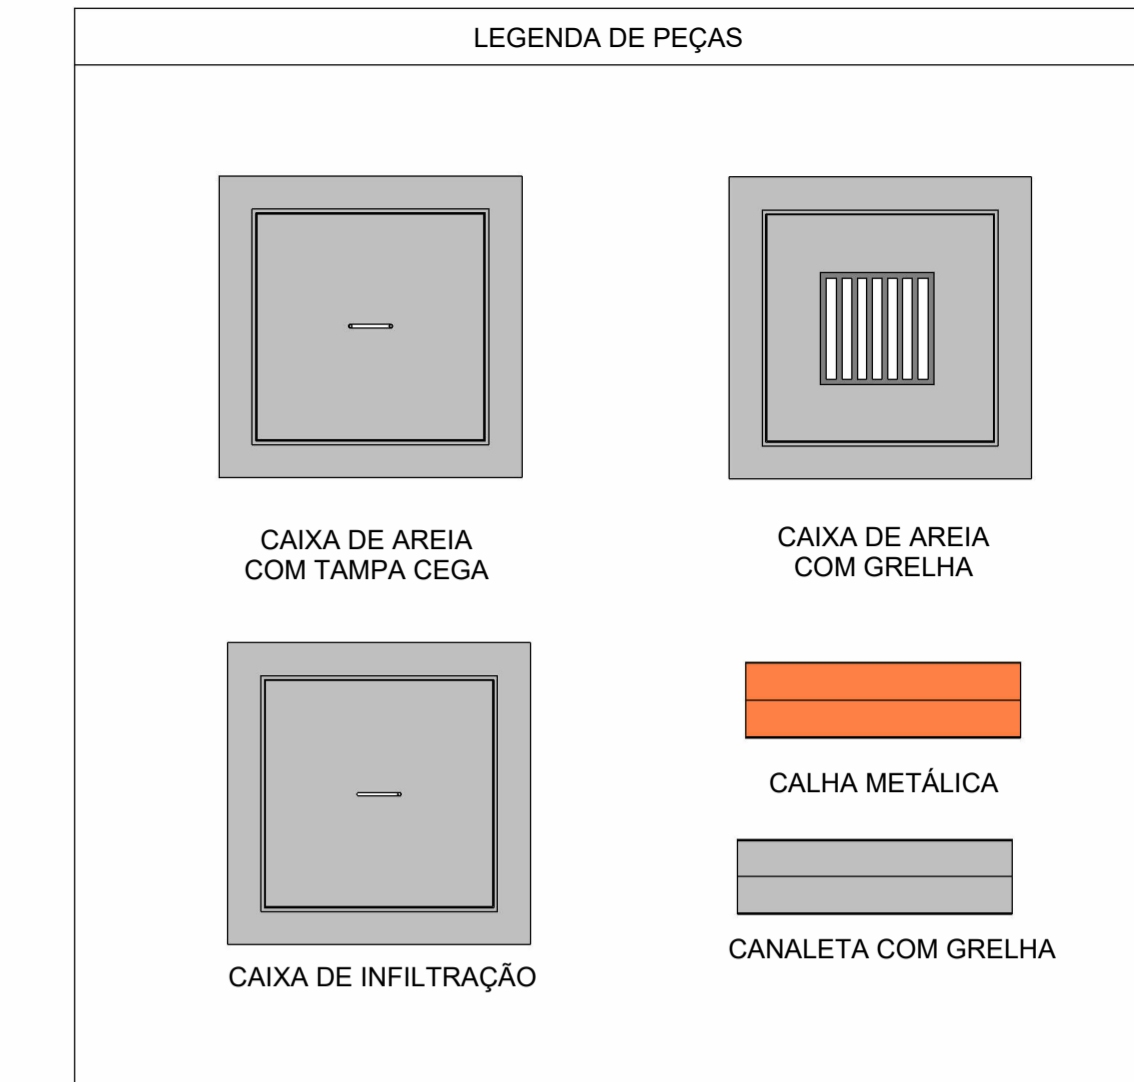 LEGENDA DE PEÇAS
CAIXA DE AREIA
COM TAMPA CEGA
CAIXA DE AREIA
COM GRELHA
CALHA METÁLICA
CANALETA COM GRELHA
CAIXA DE INFILTRAÇÃO